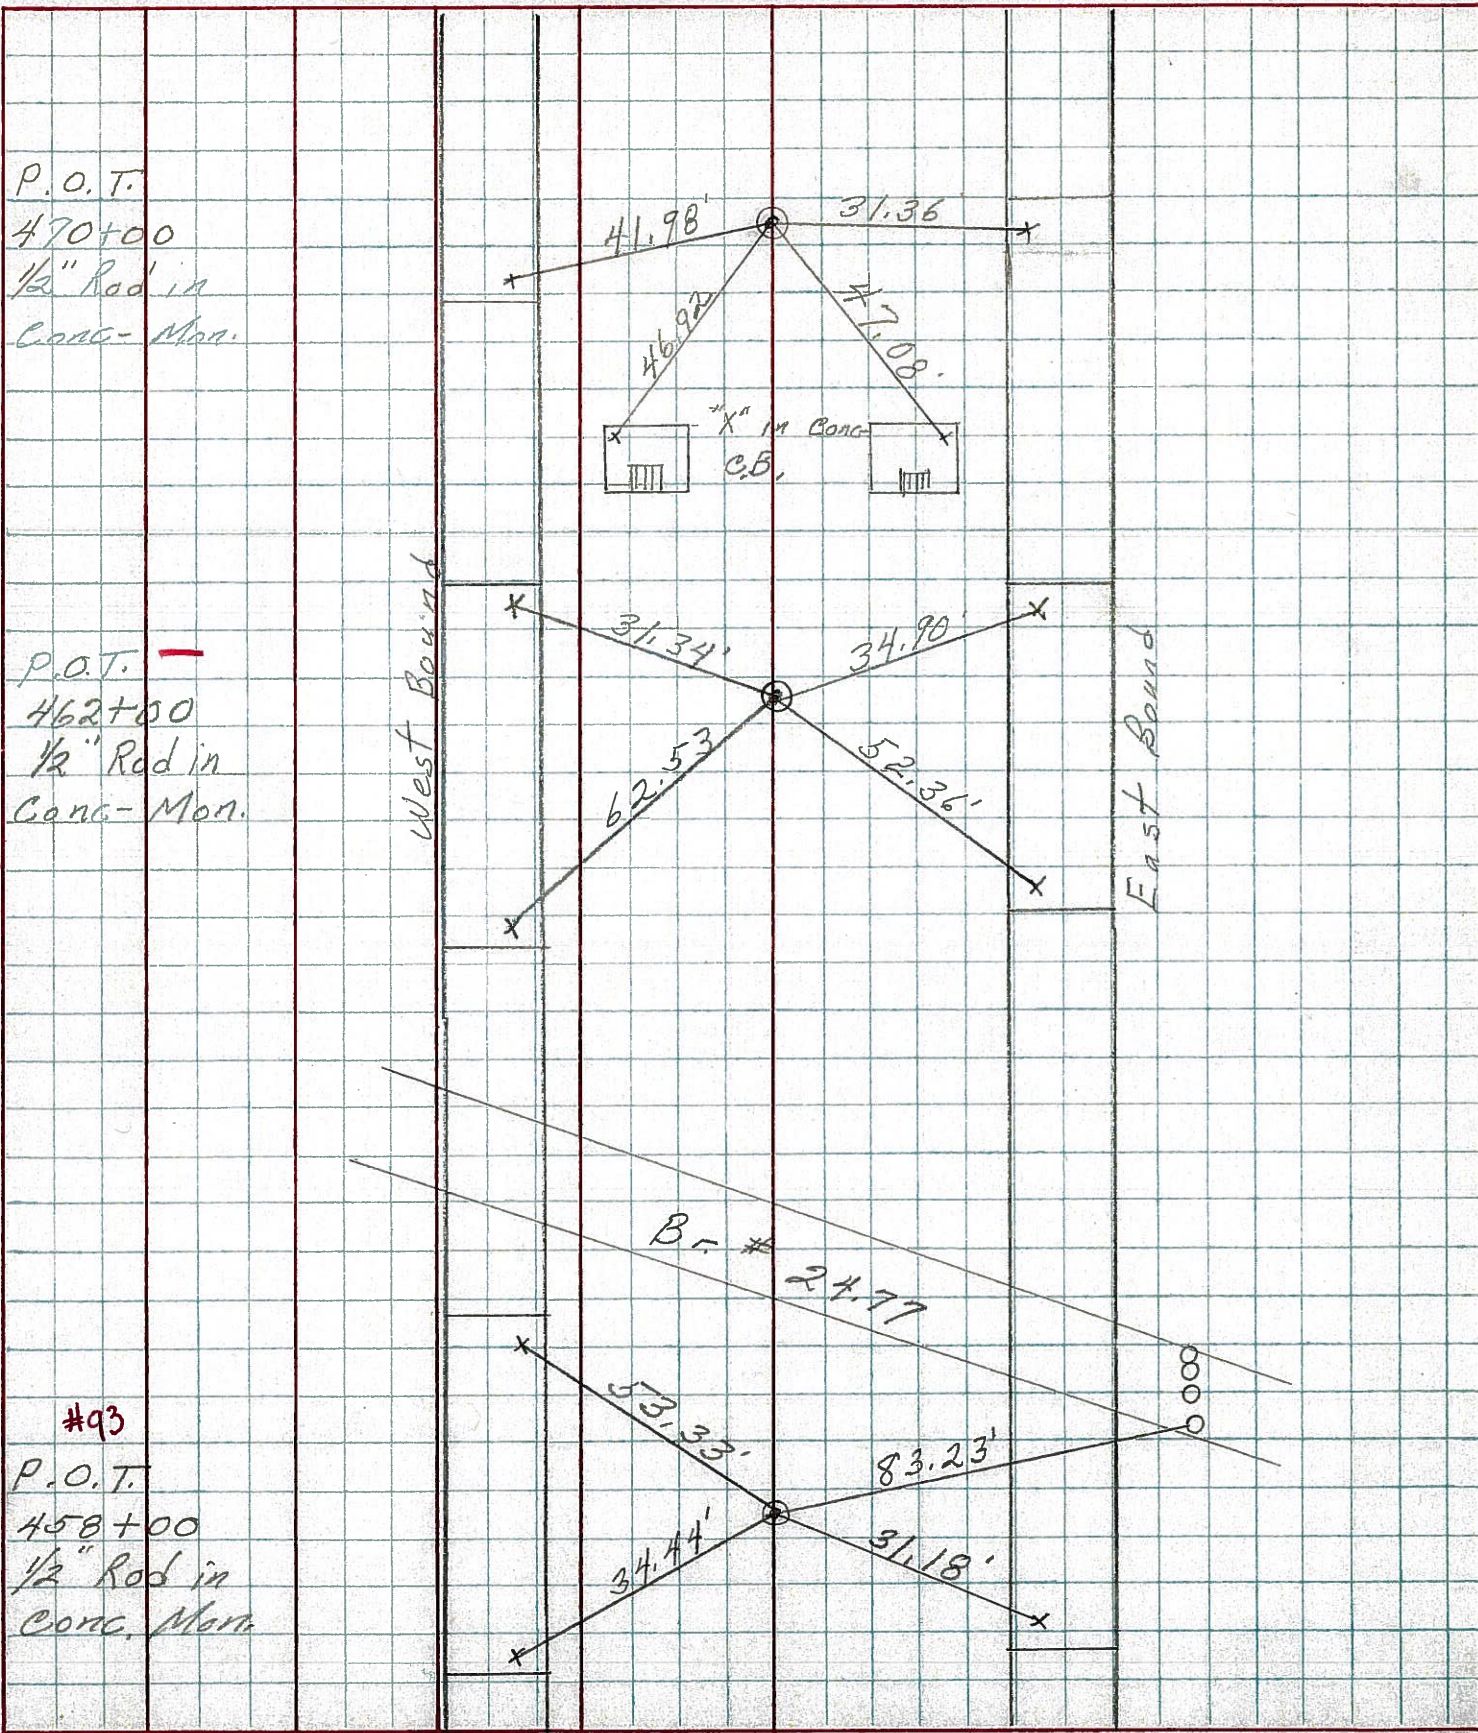 P.O.T.
470+00
1/2" Rod in
Conc- Mon.
41.98'
31.36
46.92
47.08'
"X" in Conc
C.B.
West Bound
East Bound
P.O.T. —
462+00
1/2" Rod in
Conc- Mon.
31.34'
34.90'
62.53
52.36'
Br #
24.77
#93
P.O.T.
458+00
1/2" Rod in
Conc. Mon.
53.33'
83.23'
34.44'
31.18'